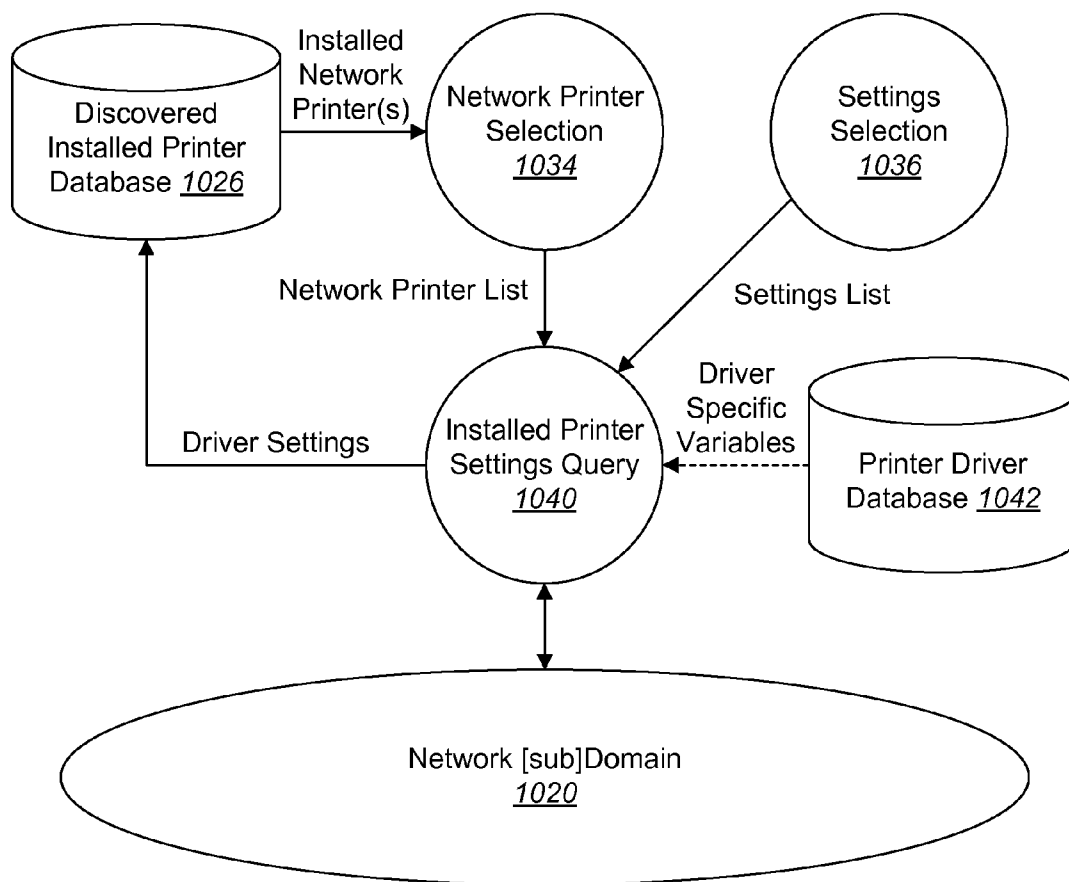 Discovered
Installed Printer
Database 1026
Installed
Network
Printer(s)
Network Printer
Selection
1034
Settings
Selection
1036
Network Printer List
Settings List
Driver Settings
Installed Printer
Settings Query
1040
Driver
Specific
Variables
Printer Driver
Database 1042
Network [sub]Domain
1020